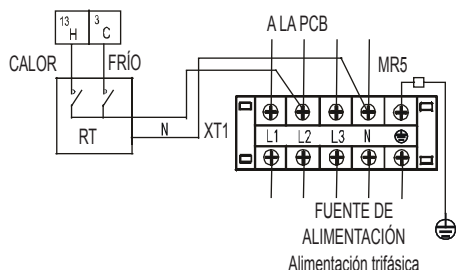 13 3
H C
A LA PCB
CALOR FRÍO
MR5
RT
N XT1
L1 L2 L3 N
FUENTE DE
ALIMENTACIÓN
Alimentación trifásica